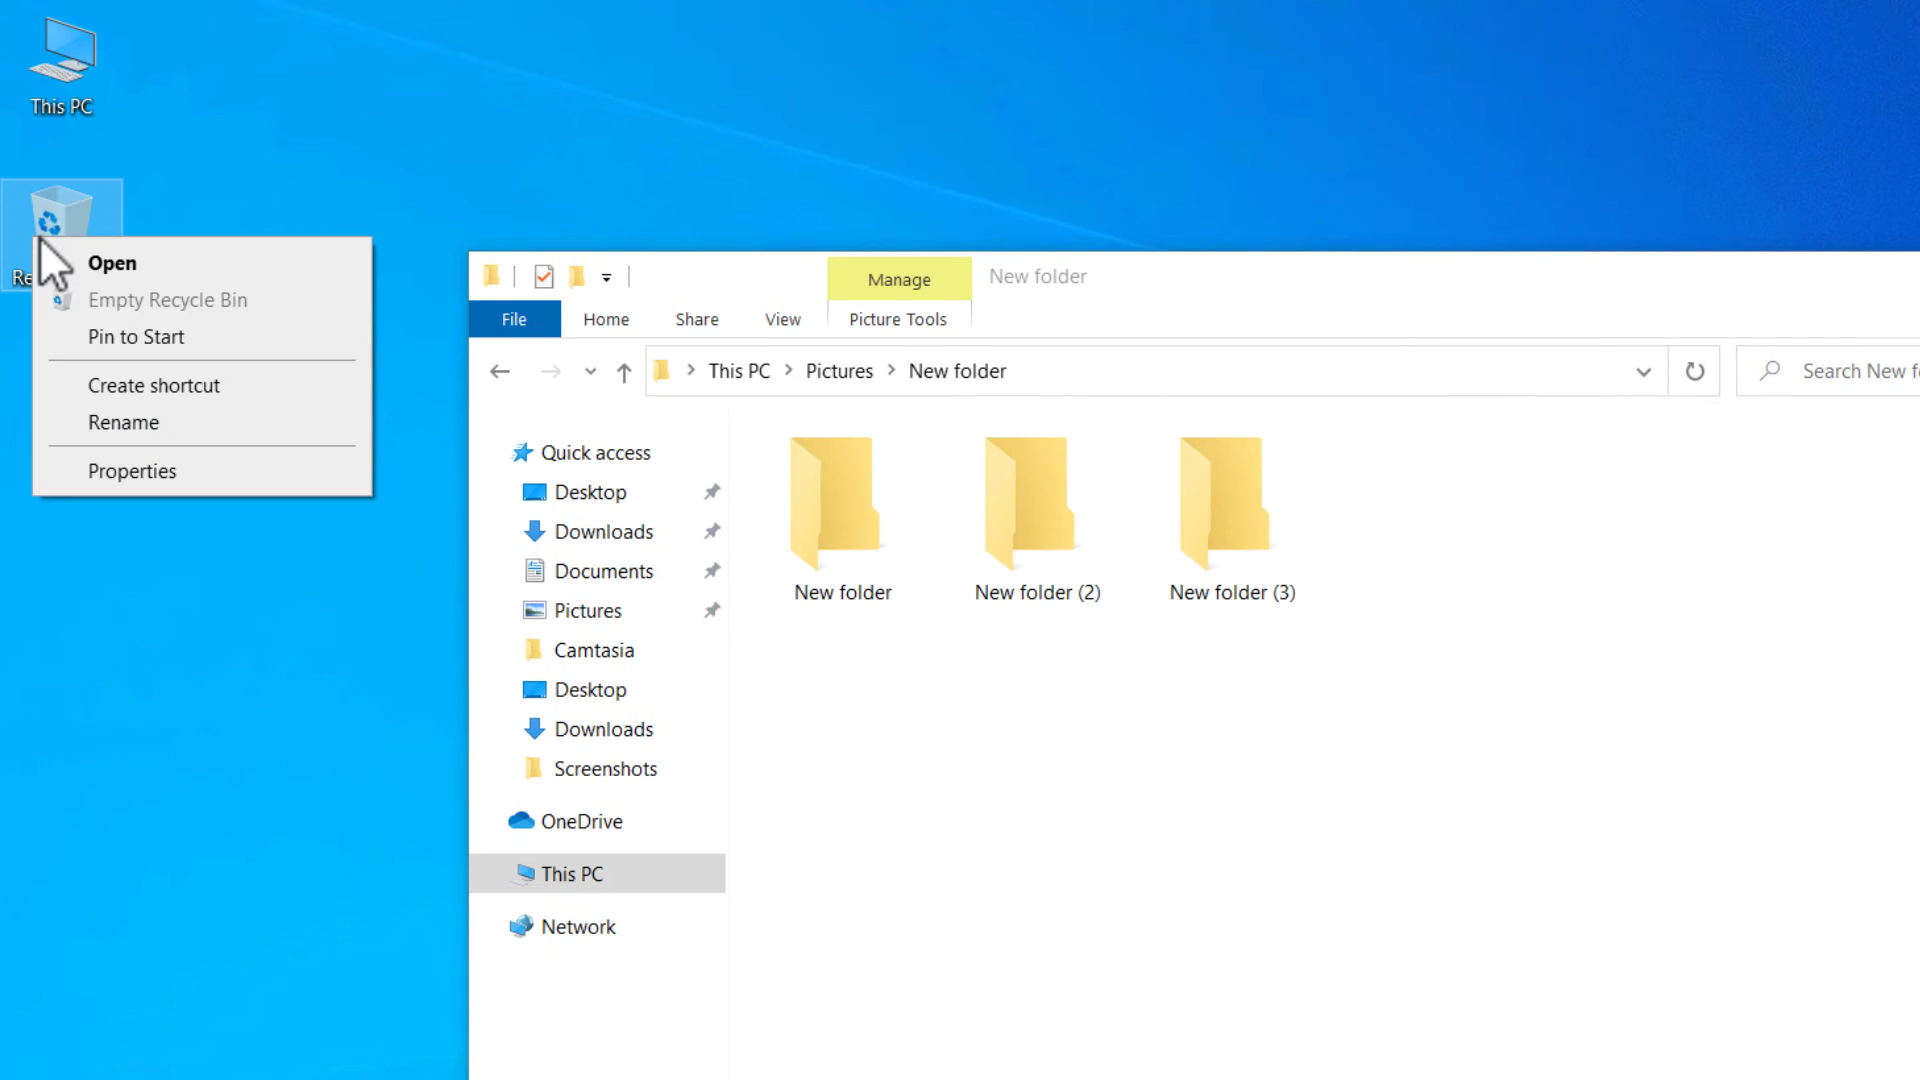 This PC
Re
Open
Empty Recycle Bin
Pin to Start
Create shortcut
Rename
Properties
Manage
New folder
File
Home
Share
View
Picture Tools
This PC
Pictures
New folder
Search New f
Quick access
Desktop
Downloads
Documents
Pictures
Camtasia
Desktop
Downloads
Screenshots
OneDrive
This PC
Network
New folder
New folder (2)
New folder (3)